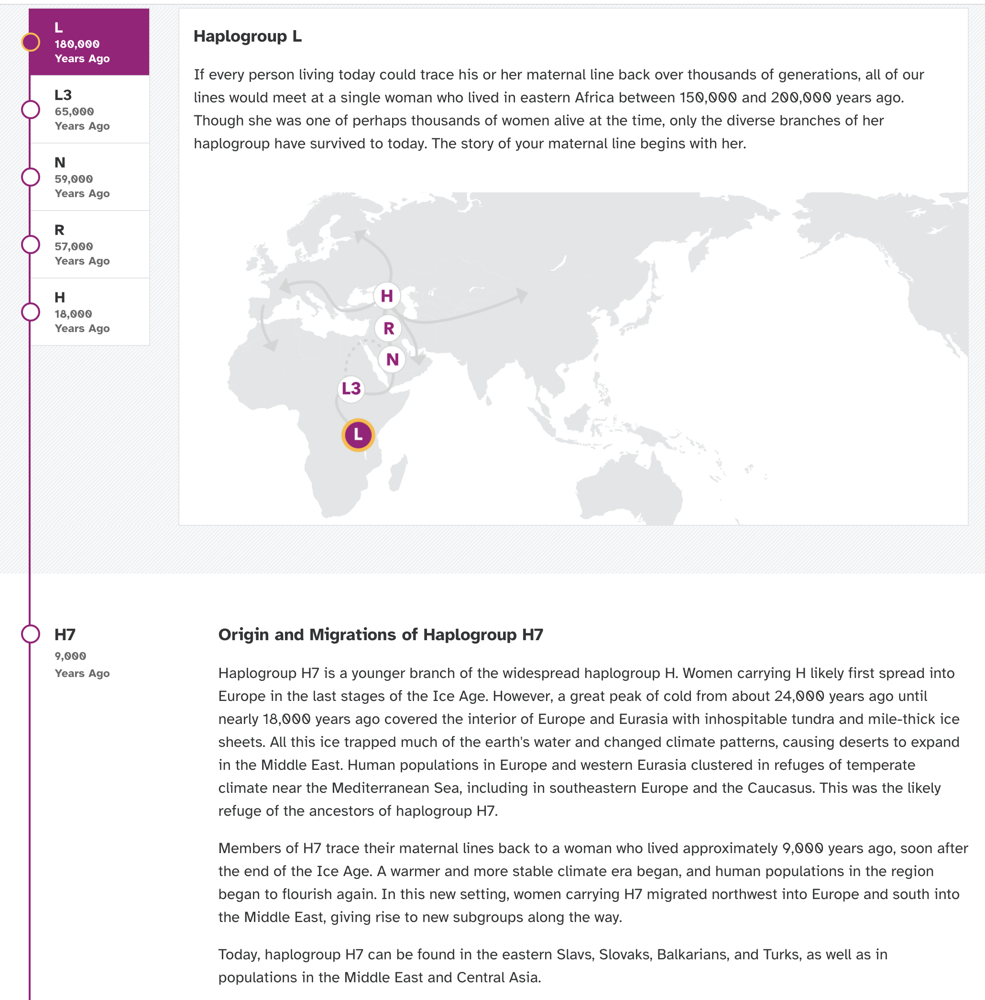 L
180,000
Years Ago
L3
65,000
Years Ago
N
59,000
Years Ago
R
57,000
Years Ago
H
18,000
Years Ago
Haplogroup L
If every person living today could trace his or her maternal line back over thousands of generations, all of our
lines would meet at a single woman who lived in eastern Africa between 150,000 and 200,000 years ago.
Though she was one of perhaps thousands of women alive at the time, only the diverse branches of her
haplogroup have survived to today. The story of your maternal line begins with her.
H
R
N
L3
L
H7
9,000
Years Ago
Origin and Migrations of Haplogroup H7
Haplogroup H7 is a younger branch of the widespread haplogroup H. Women carrying H likely first spread into
Europe in the last stages of the Ice Age. However, a great peak of cold from about 24,000 years ago until
nearly 18,000 years ago covered the interior of Europe and Eurasia with inhospitable tundra and mile-thick ice
sheets. All this ice trapped much of the earth's water and changed climate patterns, causing deserts to expand
in the Middle East. Human populations in Europe and western Eurasia clustered in refuges of temperate
climate near the Mediterranean Sea, including in southeastern Europe and the Caucasus. This was the likely
refuge of the ancestors of haplogroup H7.
Members of H7 trace their maternal lines back to a woman who lived approximately 9,000 years ago, soon after
the end of the Ice Age. A warmer and more stable climate era began, and human populations in the region
began to flourish again. In this new setting, women carrying H7 migrated northwest into Europe and south into
the Middle East, giving rise to new subgroups along the way.
Today, haplogroup H7 can be found in the eastern Slavs, Slovaks, Balkarians, and Turks, as well as in
populations in the Middle East and Central Asia.